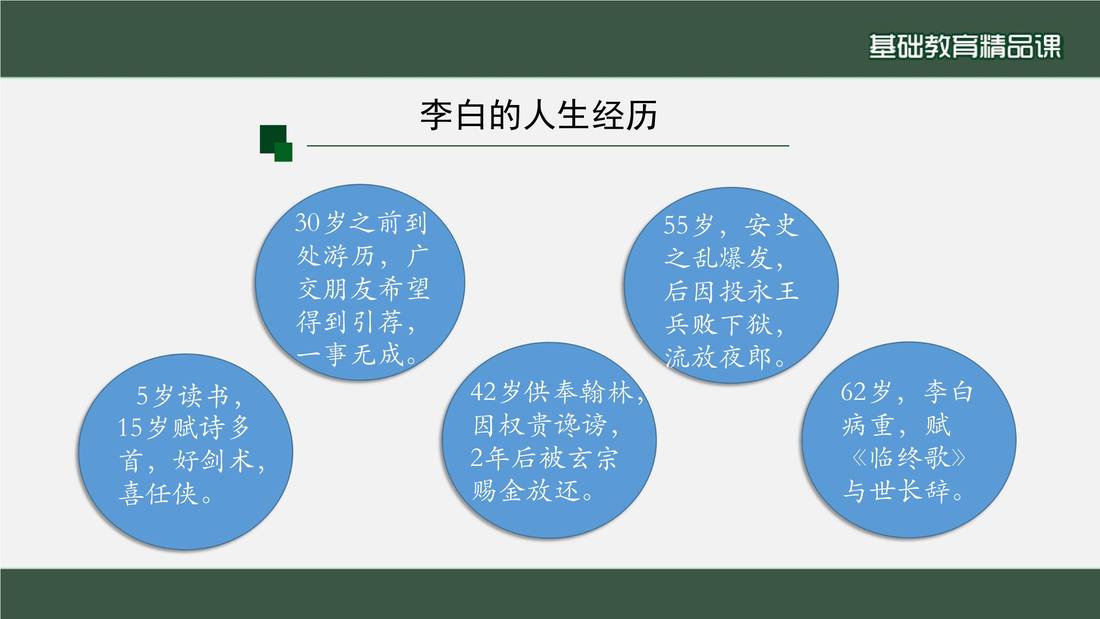 基础教育精品课
李白的人生经历
5岁读书，
15岁赋诗多
首，好剑术，
喜任侠。
30岁之前到
处游历，广
交朋友希望
得到引荐，
一事无成。
42岁供奉翰林，
因权贵谗谤，
2年后被玄宗
赐金放还。
55岁，安史
之乱爆发，
后因投永王
兵败下狱，
流放夜郎。
62岁，李白
病重，赋
《临终歌》
与世长辞。